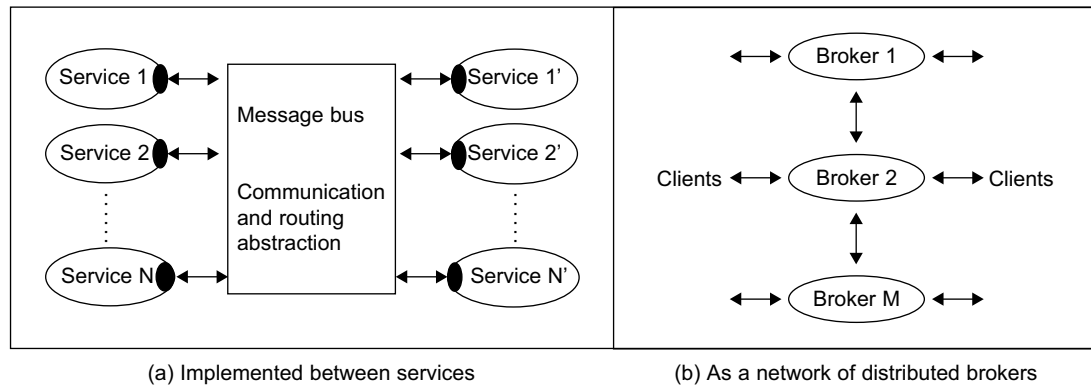 Service 1
Service 2
Service N
Message bus
Communication
and routing
abstraction
Service 1’
Service 2’
Service N’
(a) Implemented between services
Broker 1
Clients
Broker 2
Clients
Broker M
(b) As a network of distributed brokers